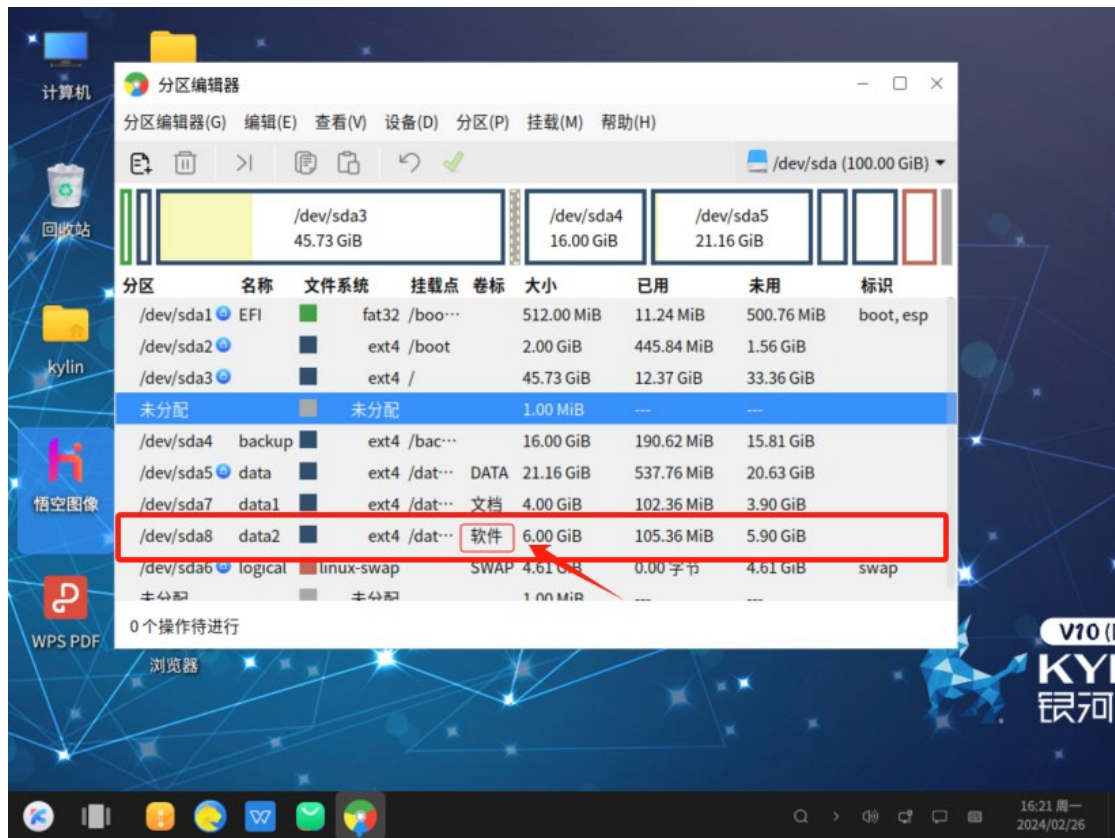 计算机
回收站
kylin
悟空图像
WPS PDF
浏览器
分区编辑器
分区编辑器(G) 编辑(E) 查看(V) 设备(D) 分区(P) 挂载(M) 帮助(H)
/dev/sda (100.00 GiB)
/dev/sda3
45.73 GiB
/dev/sda4
16.00 GiB
/dev/sda5
21.16 GiB
分区 名称 文件系统 挂载点 卷标 大小 已用 未用 标识
/dev/sda1 EFI fat32 /boo… 512.00 MiB 11.24 MiB 500.76 MiB boot, esp
/dev/sda2 ext4 /boot 2.00 GiB 445.84 MiB 1.56 GiB
/dev/sda3 ext4 / 45.73 GiB 12.37 GiB 33.36 GiB
未分配 未分配 1.00 MiB --- ---
/dev/sda4 backup ext4 /bac… 16.00 GiB 190.62 MiB 15.81 GiB
/dev/sda5 data ext4 /dat… DATA 21.16 GiB 537.76 MiB 20.63 GiB
/dev/sda7 data1 ext4 /dat… 文档 4.00 GiB 102.36 MiB 3.90 GiB
/dev/sda8 data2 ext4 /dat… 软件 6.00 GiB 105.36 MiB 5.90 GiB
/dev/sda6 logical linux-swap SWAP 4.61 GiB 0.00 字节 4.61 GiB swap
未分配 未分配 1.00 MiB --- ---
0 个操作待进行
V10
KY
银河
16:21 周一
2024/02/26